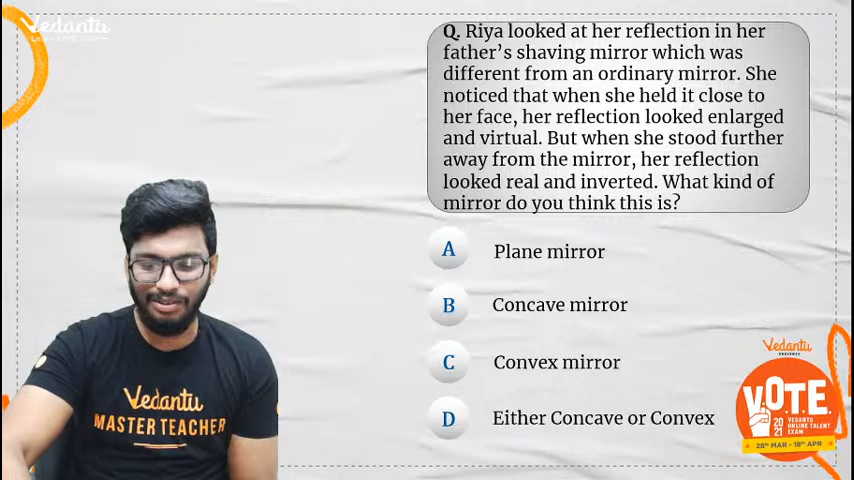 Vedantu
Q. Riya looked at her reflection in her
father's shaving mirror which was
different from an ordinary mirror. She
noticed that when she held it close to
her face, her reflection looked enlarged
and virtual. But when she stood further
away from the mirror, her reflection
looked real and inverted. What kind of
mirror do you think this is?
A Plane mirror
B Concave mirror
C Convex mirror
D Either Concave or Convex
Vedantu
MASTER TEACHER
Vedantu
PRESENTS
V.O.T.E.
2021 VEDANTU
ONLINE TALENT
EXAM
28th MAR - 18th APR